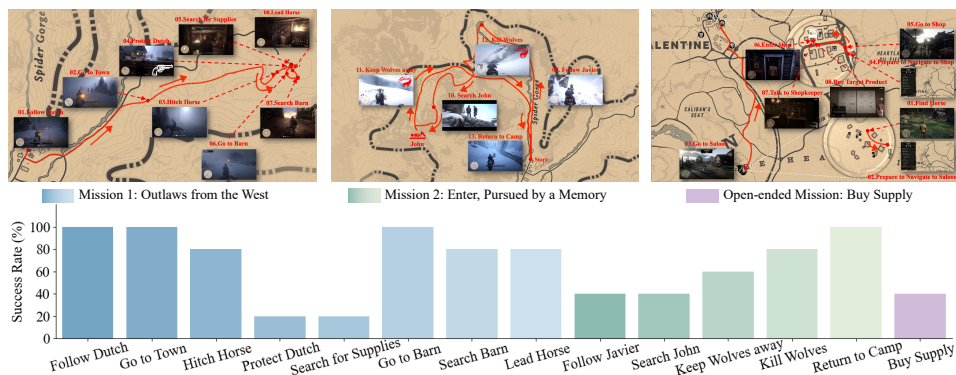 05.Search for Supplies
08.Lead Horse
04.Protect Dutch
02.Go to Town
03.Hitch Horse
01.Follow Dutch
07.Search Barn
06.Go to Barn
Spider Gorge
12. Kill Wolves
11. Keep Wolves away
09. Follow Javier
10. Search John
13. Return to Camp
John
Start
Spider Gorge
05.Go to Shop
ALENTINE
06.Enter Shop
HEARTLA
04.Prepare to Navigate to Shop
08.Buy Target Product
07.Talk to Shopkeeper
CALIBAN'S
SEAT
01.Find Horse
03.Go to Saloon
02.Prepare to Navigate to Saloon
Mission 1: Outlaws from the West
Mission 2: Enter, Pursued by a Memory
Open-ended Mission: Buy Supply
Success Rate (%)
100
80
60
40
20
0
Follow Dutch
Go to Town
Hitch Horse
Protect Dutch
Search for Supplies
Go to Barn
Search Barn
Lead Horse
Follow Javier
Search John
Keep Wolves away
Kill Wolves
Return to Camp
Buy Supply